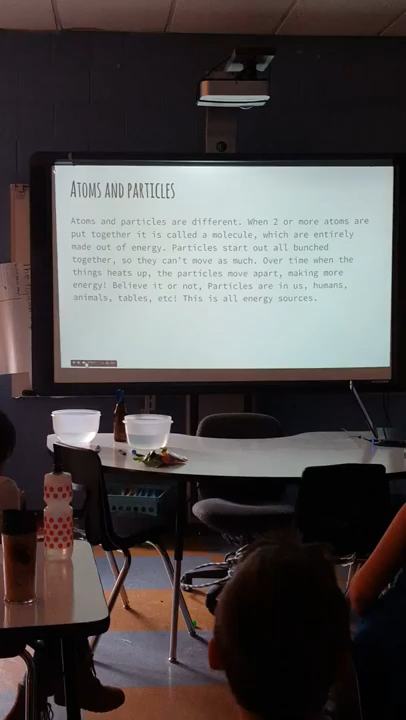 ATOMS AND PARTICLES
Atoms and particles are different. When 2 or more atoms are
put together it is called a molecule, which are entirely
made out of energy. Particles start out all bunched
together, so they can't move as much. Over time when the
things heats up, the particles move apart, making more
energy! Believe it or not, Particles are in us, humans,
animals, tables, etc! This is all energy sources.